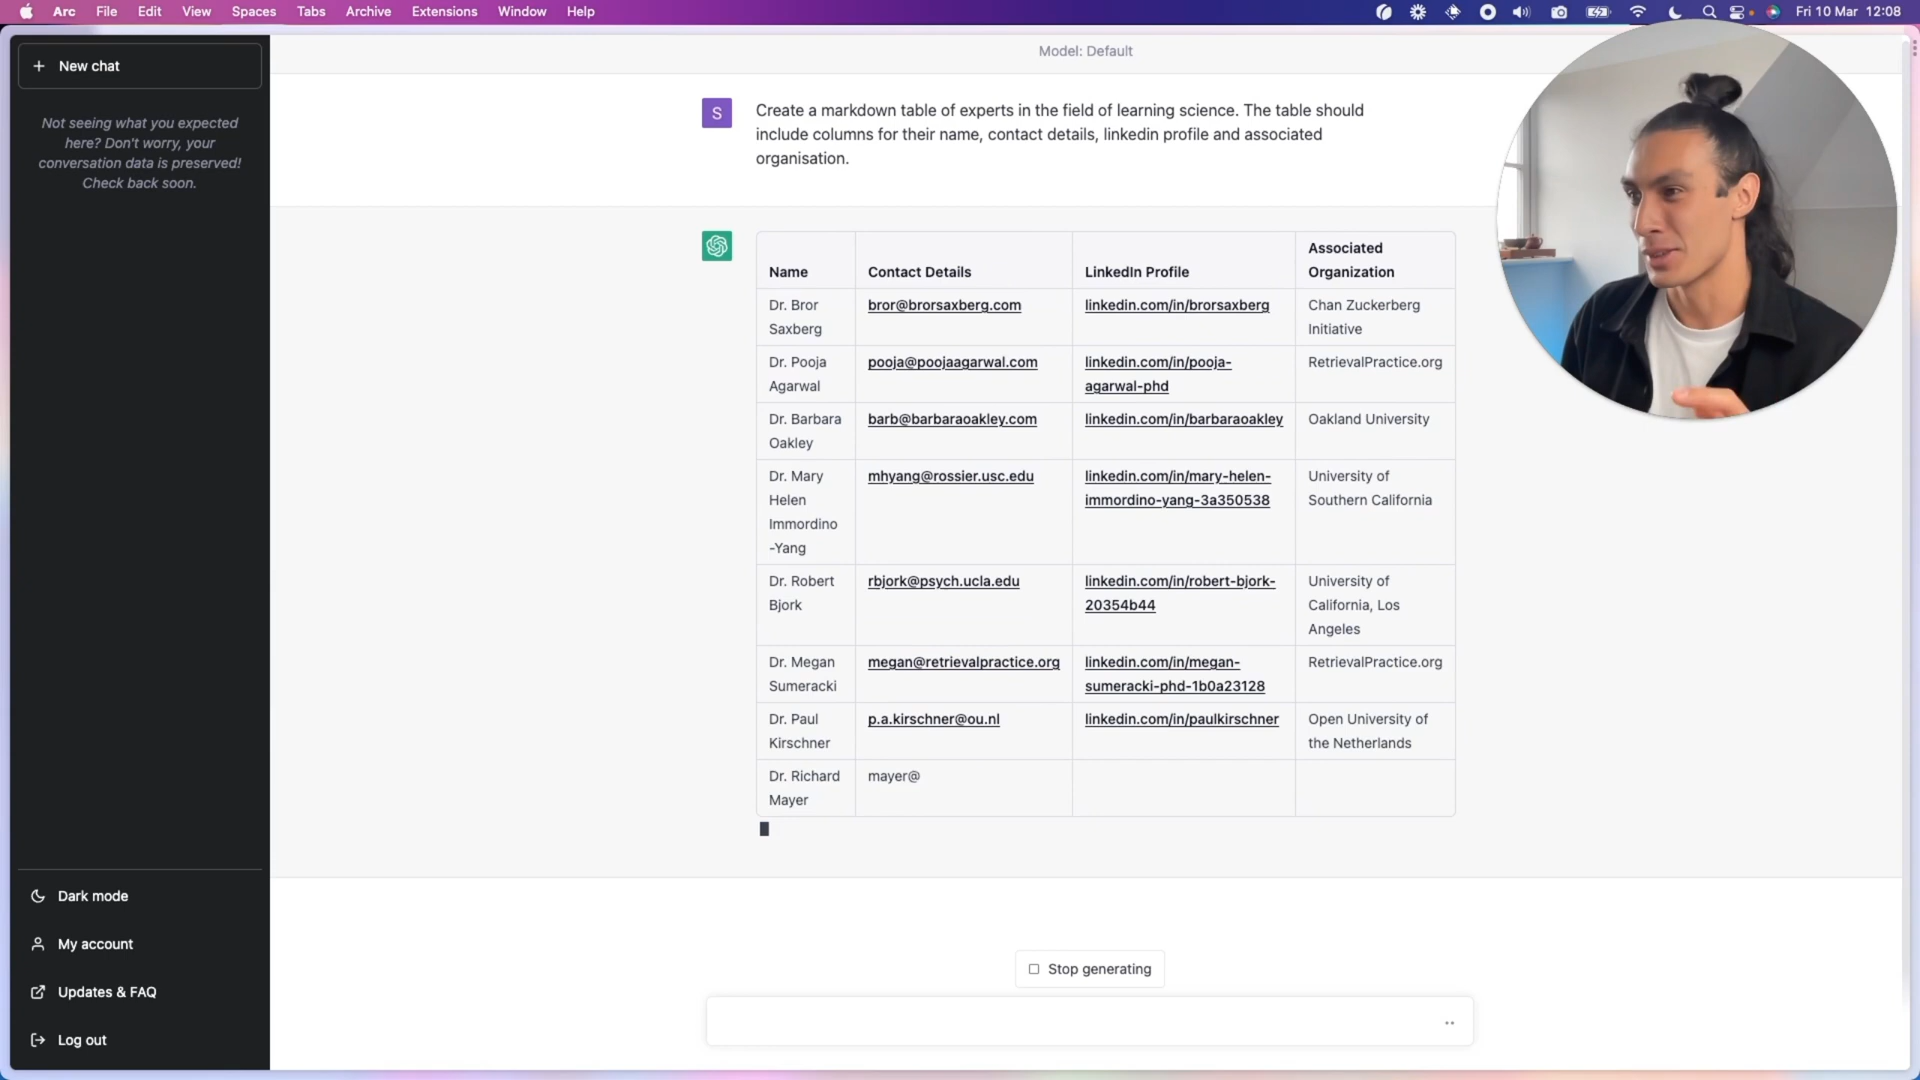 Arc File Edit View Spaces Tabs Archive Extensions Window Help Fri 10 Mar 12:08
New chat
Not seeing what you expected
here? Don't worry, your
conversation data is preserved!
Check back soon.
Dark mode
My account
Updates & FAQ
Log out
Model: Default
S
Create a markdown table of experts in the field of learning science. The table should
include columns for their name, contact details, linkedin profile and associated
organisation.
Name Contact Details LinkedIn Profile Associated
Organization
Dr. Bror bror@brorsaxberg.com linkedin.com/in/brorsaxberg Chan Zuckerberg
Saxberg Initiative
Dr. Pooja pooja@poojaagarwal.com linkedin.com/in/pooja- RetrievalPractice.org
Agarwal agarwal-phd
Dr. Barbara barb@barbaraoakley.com linkedin.com/in/barbaraoakley Oakland University
Oakley
Dr. Mary mhyang@rossier.usc.edu linkedin.com/in/mary-helen- University of
Helen immordino-yang-3a350538 Southern California
Immordino
-Yang
Dr. Robert rbjork@psych.ucla.edu linkedin.com/in/robert-bjork- University of
Bjork 20354b44 California, Los
Angeles
Dr. Megan megan@retrievalpractice.org linkedin.com/in/megan- RetrievalPractice.org
Sumeracki sumeracki-phd-1b0a23128
Dr. Paul p.a.kirschner@ou.nl linkedin.com/in/paulkirschner Open University of
Kirschner the Netherlands
Dr. Richard mayer@
Mayer
Stop generating